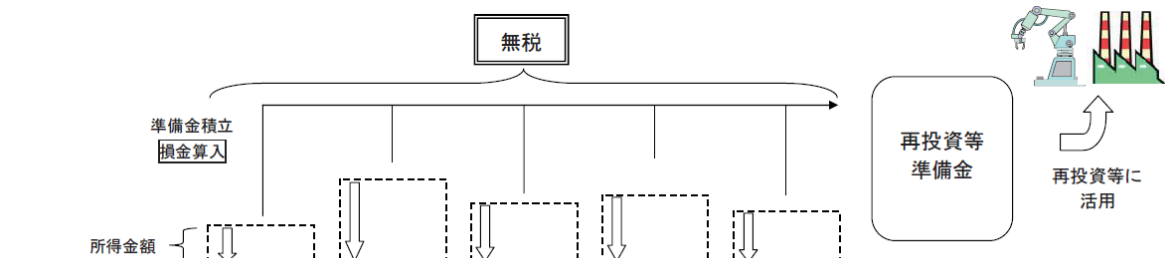 無税
準備金積立
損金算入
再投資等
準備金
再投資等に
活用
所得金額